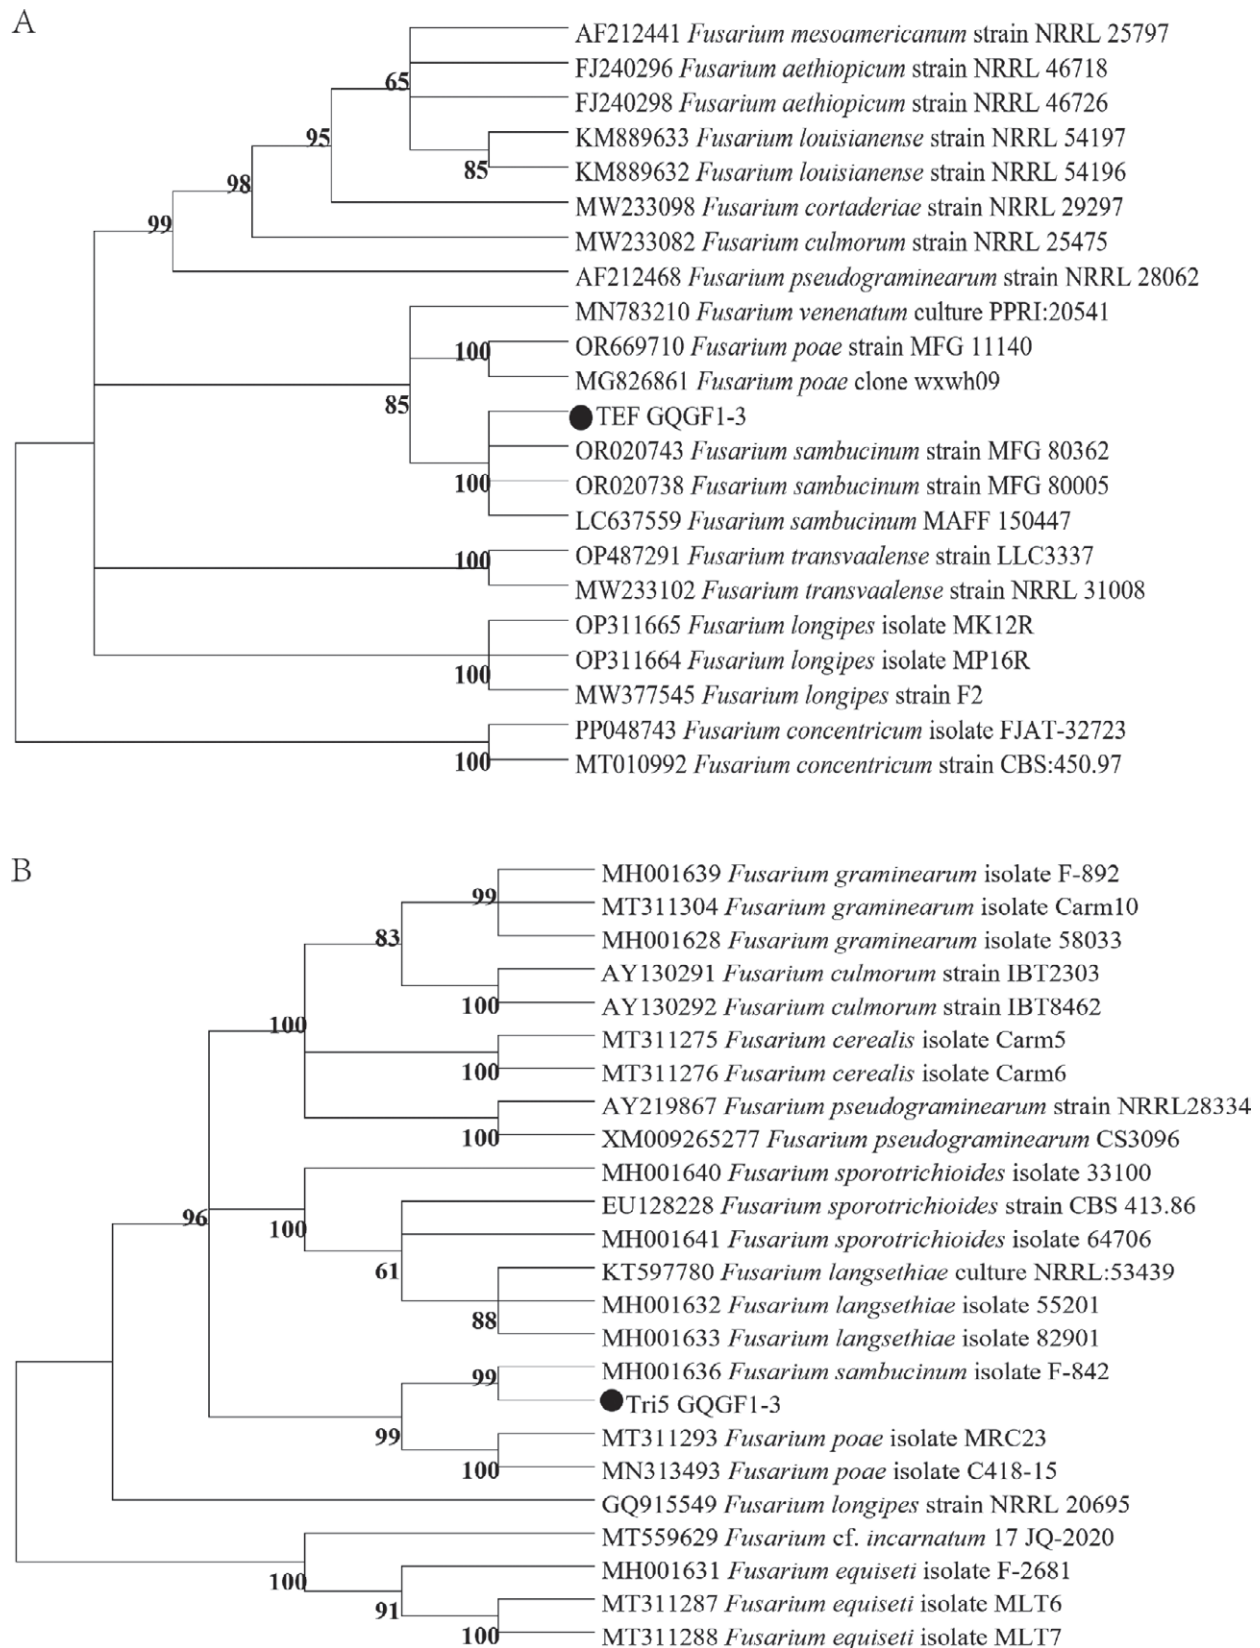 A
AF212441 Fusarium mesoamericanum strain NRRL 25797
FJ240296 Fusarium aethiopicum strain NRRL 46718
65
FJ240298 Fusarium aethiopicum strain NRRL 46726
95
KM889633 Fusarium louisianense strain NRRL 54197
85
KM889632 Fusarium louisianense strain NRRL 54196
98
MW233098 Fusarium cortaderiae strain NRRL 29297
99
MW233082 Fusarium culmorum strain NRRL 25475
AF212468 Fusarium pseudograminearum strain NRRL 28062
MN783210 Fusarium venenatum culture PPRI:20541
100
OR669710 Fusarium poae strain MFG 11140
MG826861 Fusarium poae clone wxwh09
85
TEF GQGF1-3
OR020743 Fusarium sambucinum strain MFG 80362
100
OR020738 Fusarium sambucinum strain MFG 80005
LC637559 Fusarium sambucinum MAFF 150447
100
OP487291 Fusarium transvaalense strain LLC3337
MW233102 Fusarium transvaalense strain NRRL 31008
OP311665 Fusarium longipes isolate MK12R
OP311664 Fusarium longipes isolate MP16R
100
MW377545 Fusarium longipes strain F2
PP048743 Fusarium concentricum isolate FJAT-32723
100
MT010992 Fusarium concentricum strain CBS:450.97
B
MH001639 Fusarium graminearum isolate F-892
99
MT311304 Fusarium graminearum isolate Carm10
83
MH001628 Fusarium graminearum isolate 58033
AY130291 Fusarium culmorum strain IBT2303
100
AY130292 Fusarium culmorum strain IBT8462
100
MT311275 Fusarium cerealis isolate Carm5
100
MT311276 Fusarium cerealis isolate Carm6
AY219867 Fusarium pseudograminearum strain NRRL28334
100
XM009265277 Fusarium pseudograminearum CS3096
MH001640 Fusarium sporotrichioides isolate 33100
96
100
EU128228 Fusarium sporotrichioides strain CBS 413.86
MH001641 Fusarium sporotrichioides isolate 64706
61
KT597780 Fusarium langsethiae culture NRRL:53439
MH001632 Fusarium langsethiae isolate 55201
88
MH001633 Fusarium langsethiae isolate 82901
99
MH001636 Fusarium sambucinum isolate F-842
Tri5 GQGF1-3
99
MT311293 Fusarium poae isolate MRC23
100
MN313493 Fusarium poae isolate C418-15
GQ915549 Fusarium longipes strain NRRL 20695
MT559629 Fusarium cf. incarnatum 17 JQ-2020
100
MH001631 Fusarium equiseti isolate F-2681
91
MT311287 Fusarium equiseti isolate MLT6
100
MT311288 Fusarium equiseti isolate MLT7